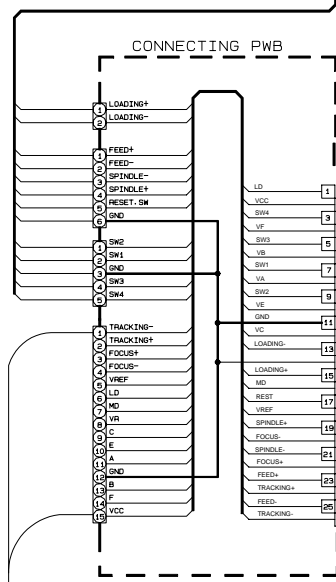 CONNECTING PWB
1 LOADING+
2 LOADING-
1 FEED+
2 FEED-
3 SPINDLE-
4 SPINDLE+
5 RESET.SW
6 GND
1 SW2
2 SW1
3 GND
4 SW3
5 SW4
1 TRACKING-
2 TRACKING+
3 FOCUS+
4 FOCUS-
5 VREF
6 LD
7 MD
8 VR
9 C
10 E
11 A
12 GND
13 B
14 F
15 VCC
LD 1
VCC
SW4 3
VF
SW3 5
VB
SW1 7
VA
SW2 9
VE
GND 11
VC
LOADING- 13
LOADING+ 15
MD
REST 17
VREF
SPINDLE+ 19
FOCUS-
SPINDLE- 21
FOCUS+
FEED+ 23
TRACKING+
FEED- 25
TRACKING-